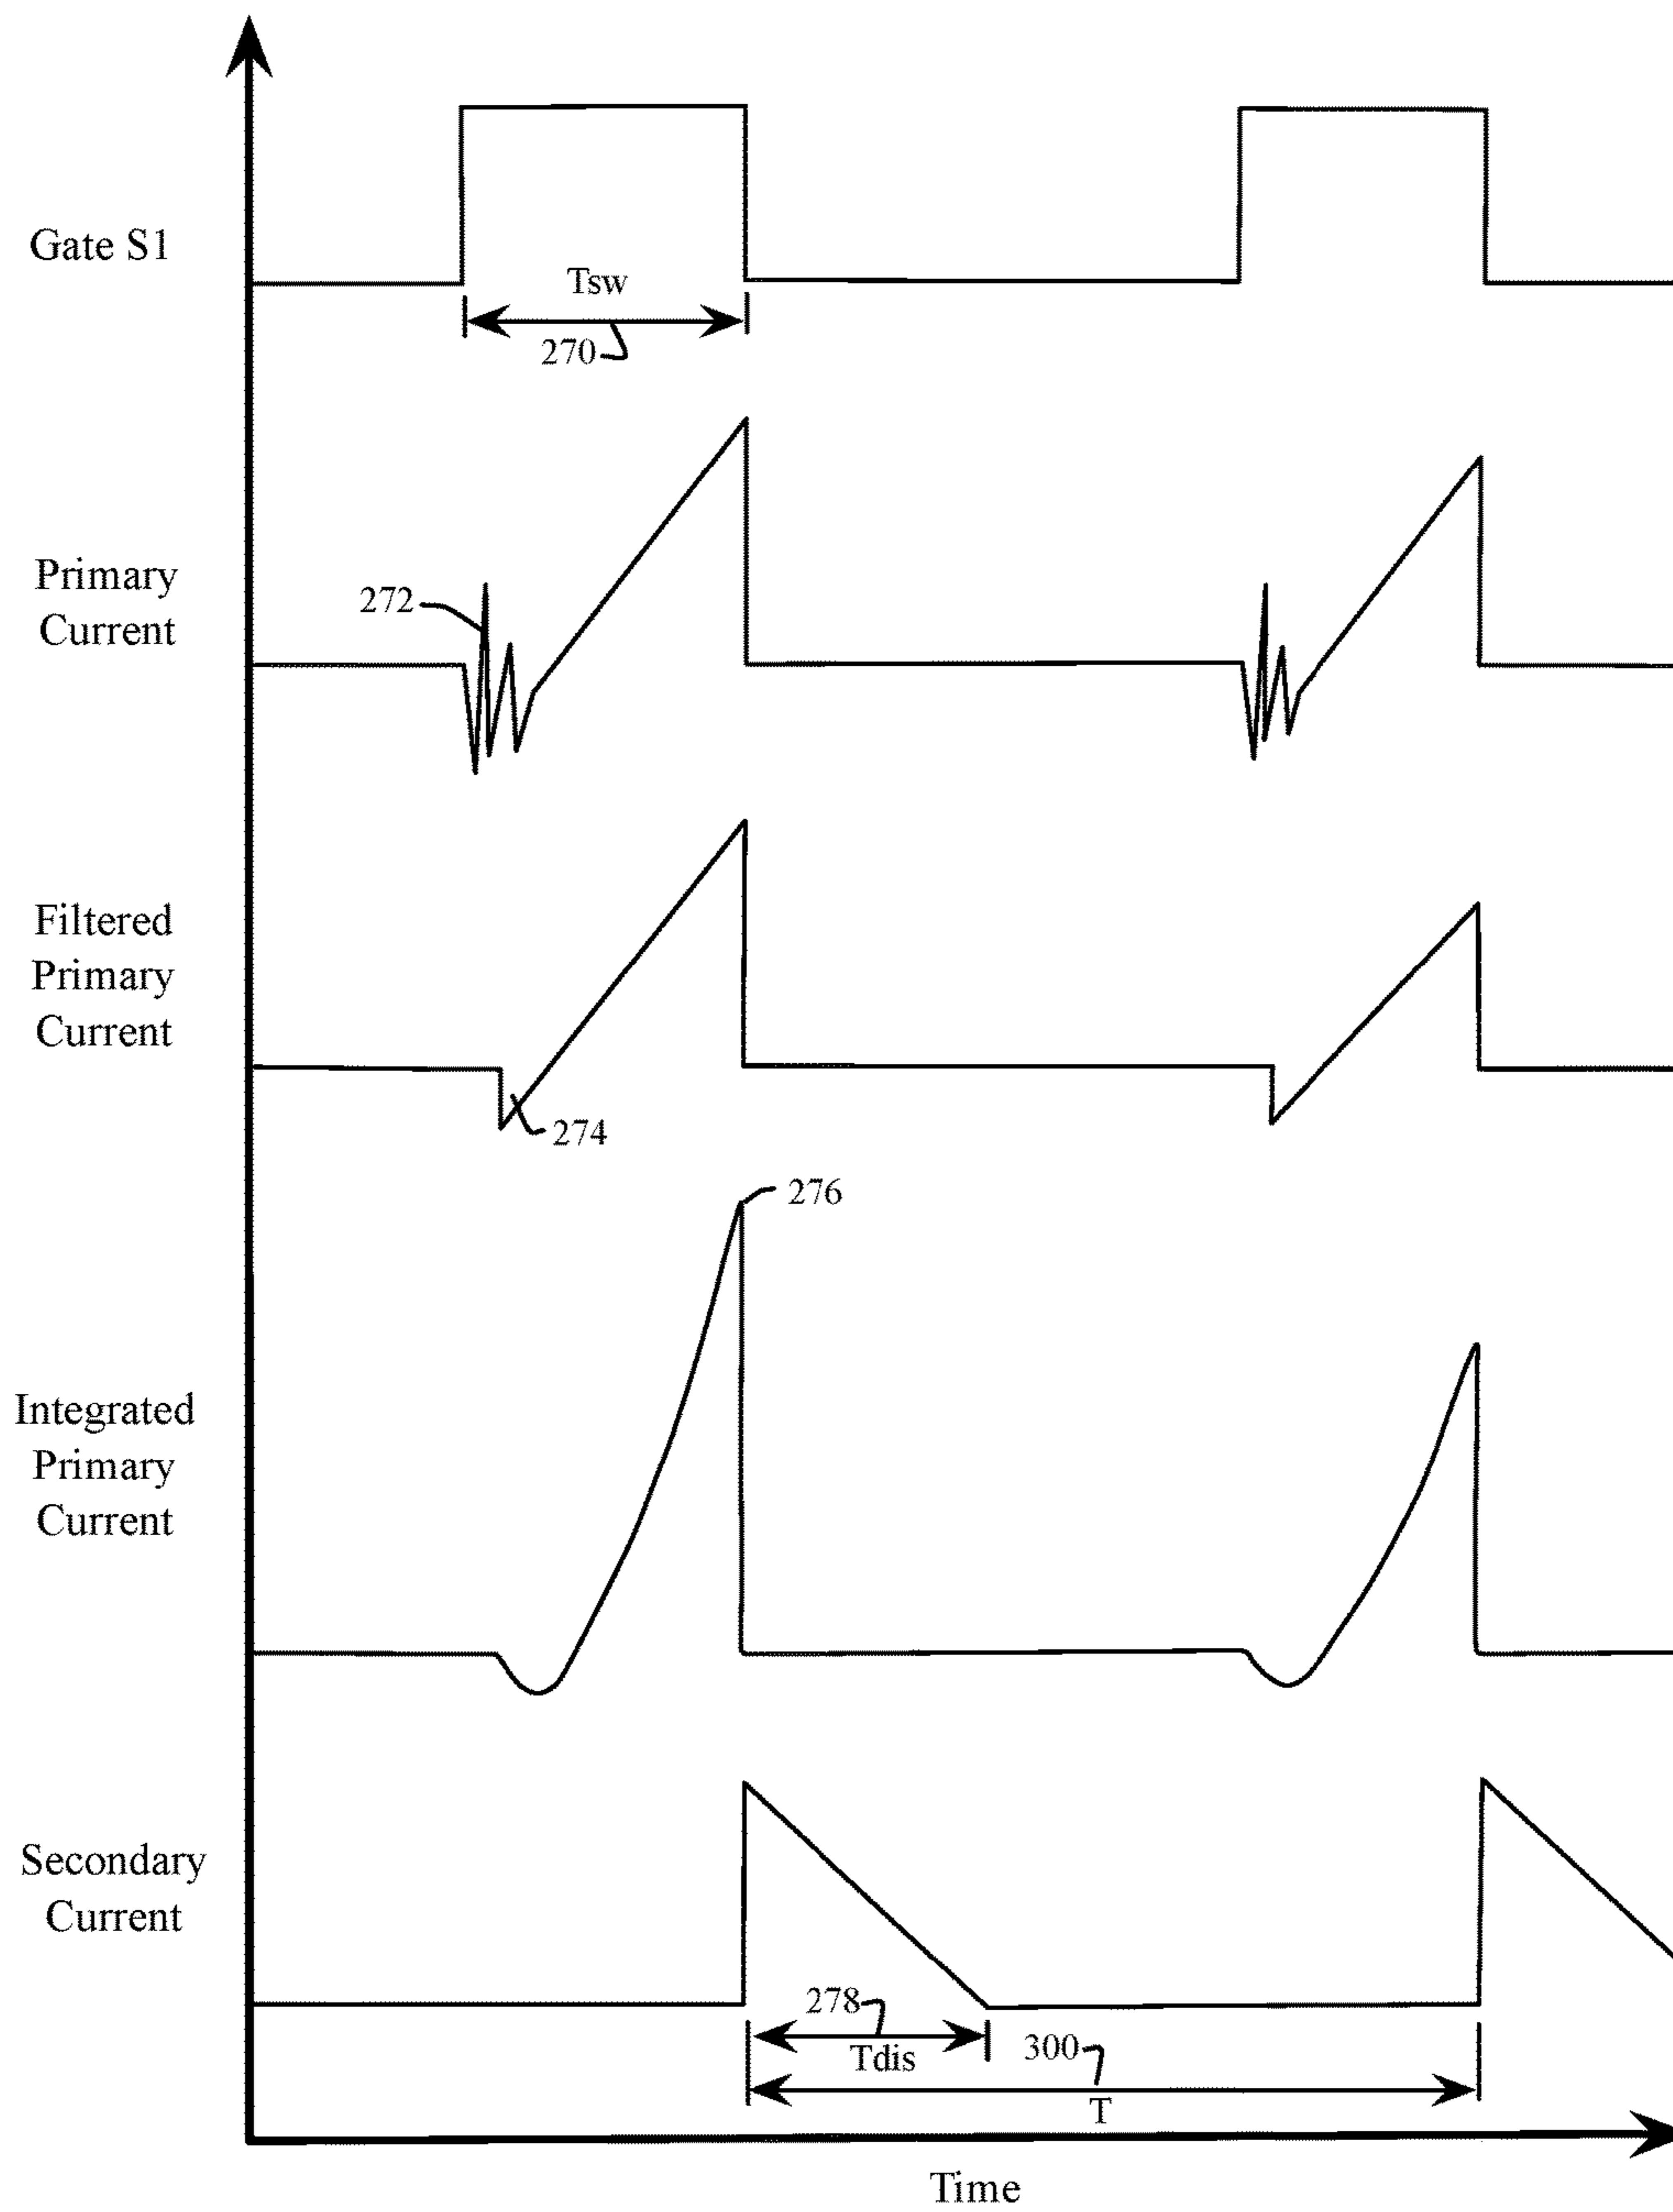 Gate S1
Tsw
270
Primary
Current
272
Filtered
Primary
Current
274
276
Integrated
Primary
Current
Secondary
Current
278
Tdis
300
T
Time